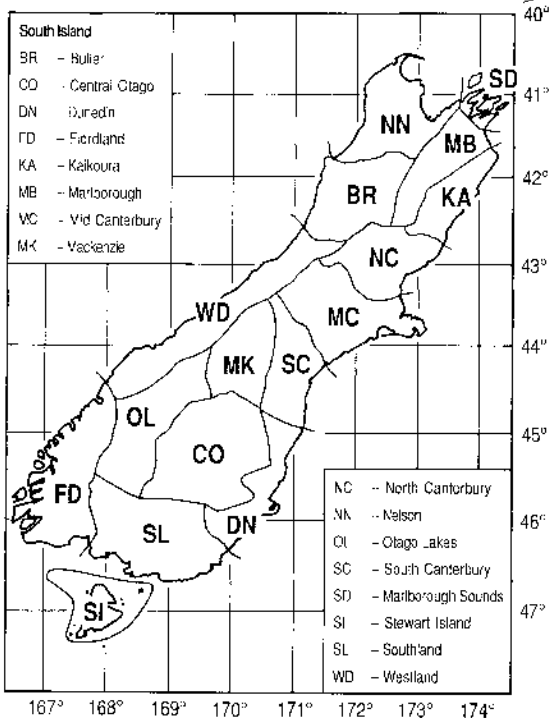 South Island
BR – Buller
CO – Central Otago
DN – Dunedin
FD – Fiordland
KA – Kaikoura
MB – Marlborough
MC – Mid Canterbury
MK – Mackenzie
NC – North Canterbury
NN – Nelson
OL – Otago Lakes
SC – South Canterbury
SD – Marlborough Sounds
SI – Stewart Island
SL – Southland
WD – Westland
SD
NN
MB
BR
KA
NC
WD
MC
MK
SC
OL
CO
FD
SL
DN
SI
40°
41°
42°
43°
44°
45°
46°
47°
167° 168° 169° 170° 171° 172° 173° 174°